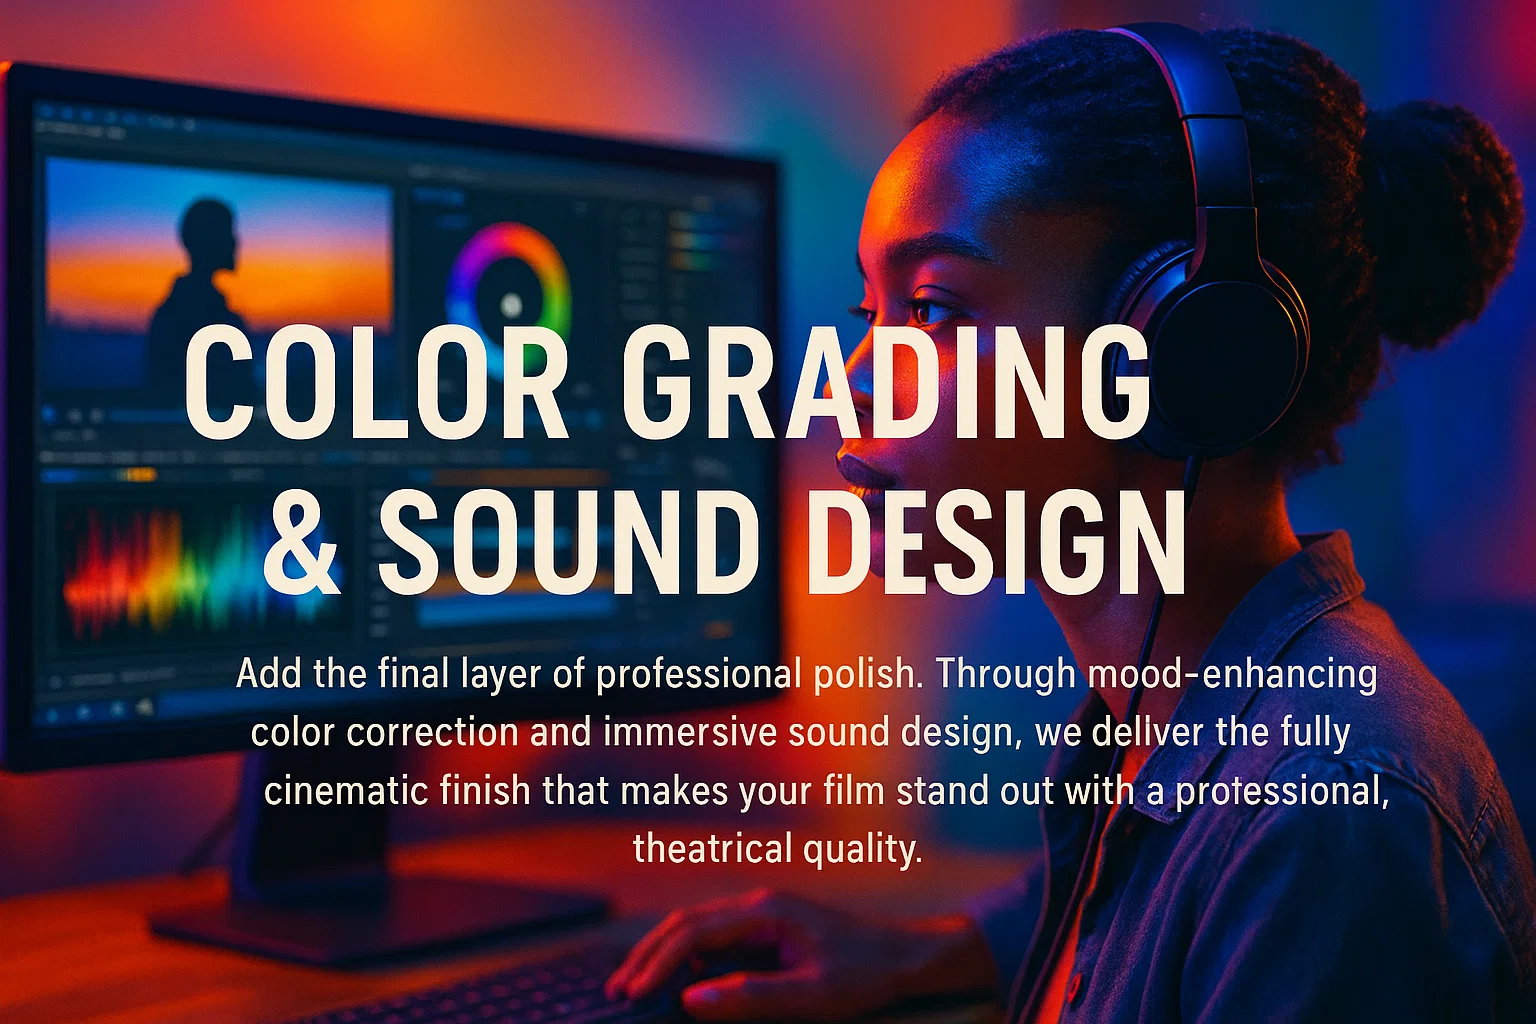 COLOR GRADING
& SOUND DESIGN
Add the final layer of professional polish. Through mood-enhancing
color correction and immersive sound design, we dellver the fully
cinematic finish that makes your film stand out with a protessional,
theatrical quality.